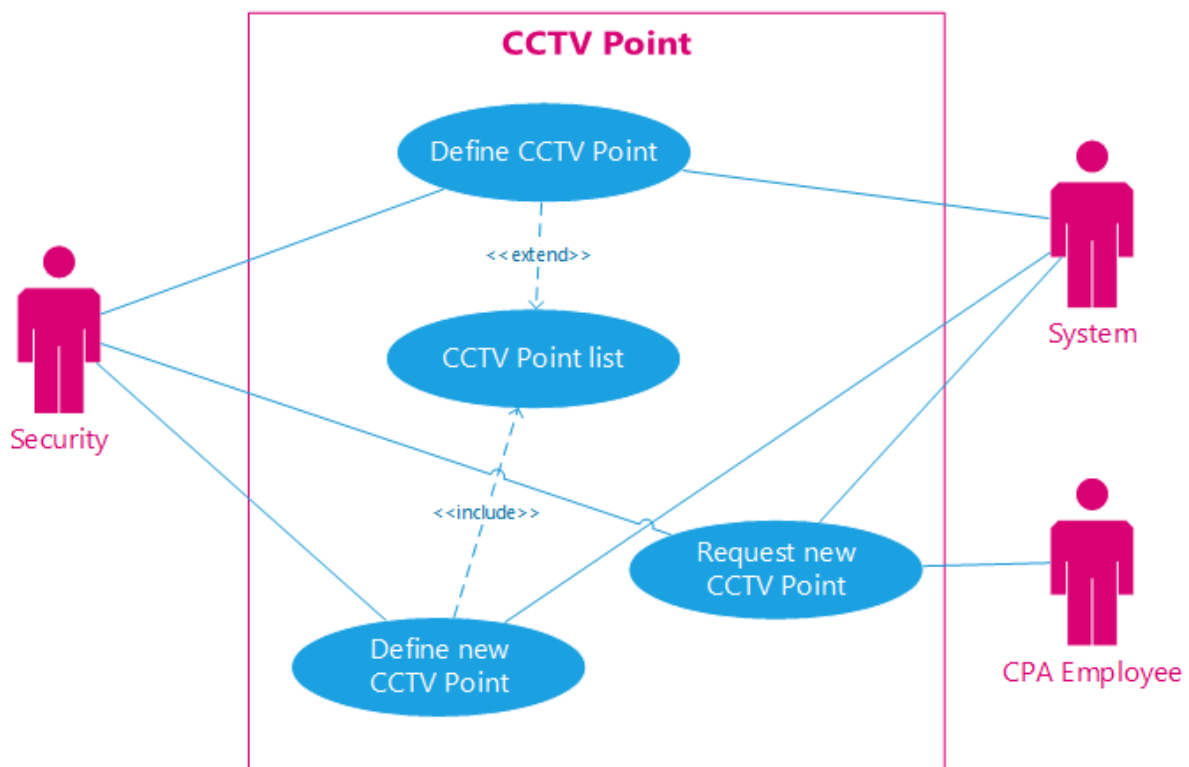 CCTV Point
Define CCTV Point
<<extend>>
CCTV Point list
System
Security
<<include>>
Request new
CCTV Point
Define new
CCTV Point
CPA Employee